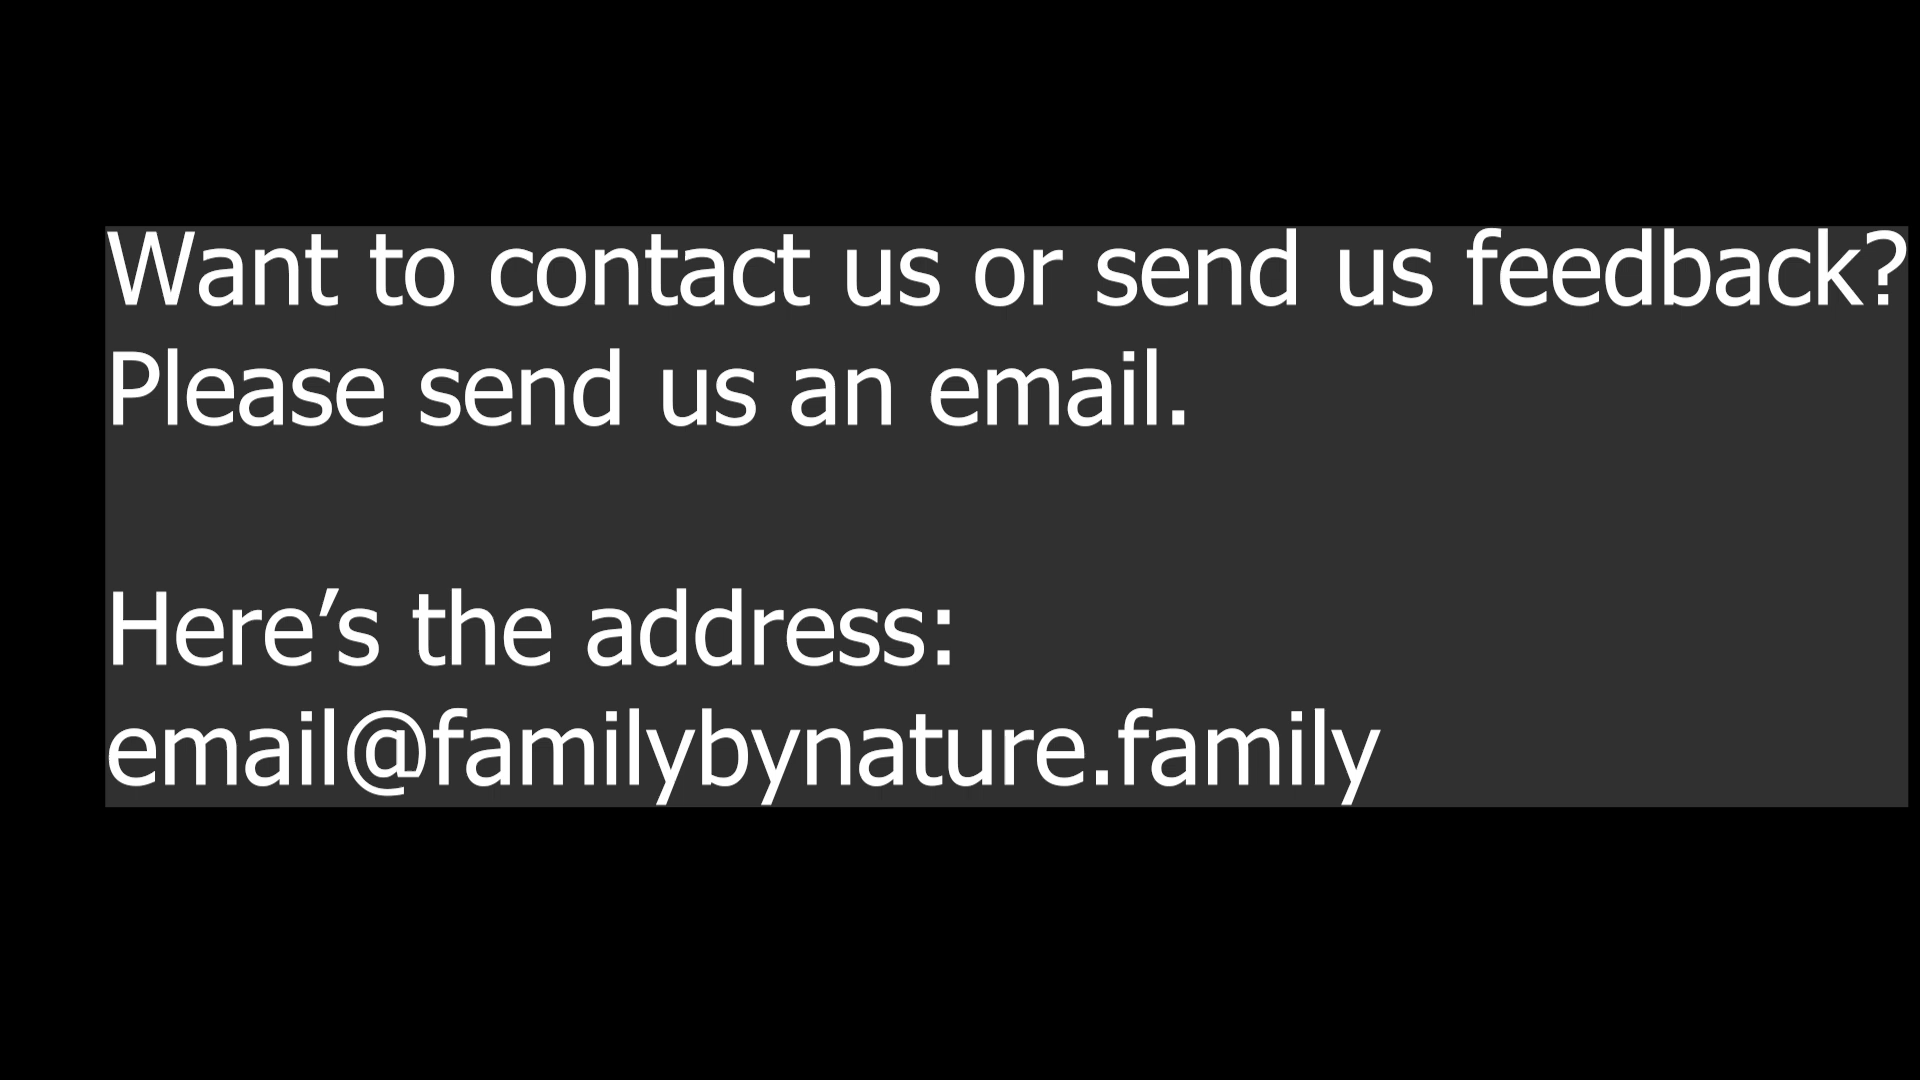 Want to contact us or send us feedback?
Please send us an email.
Here’s the address:
email@familybynature.family